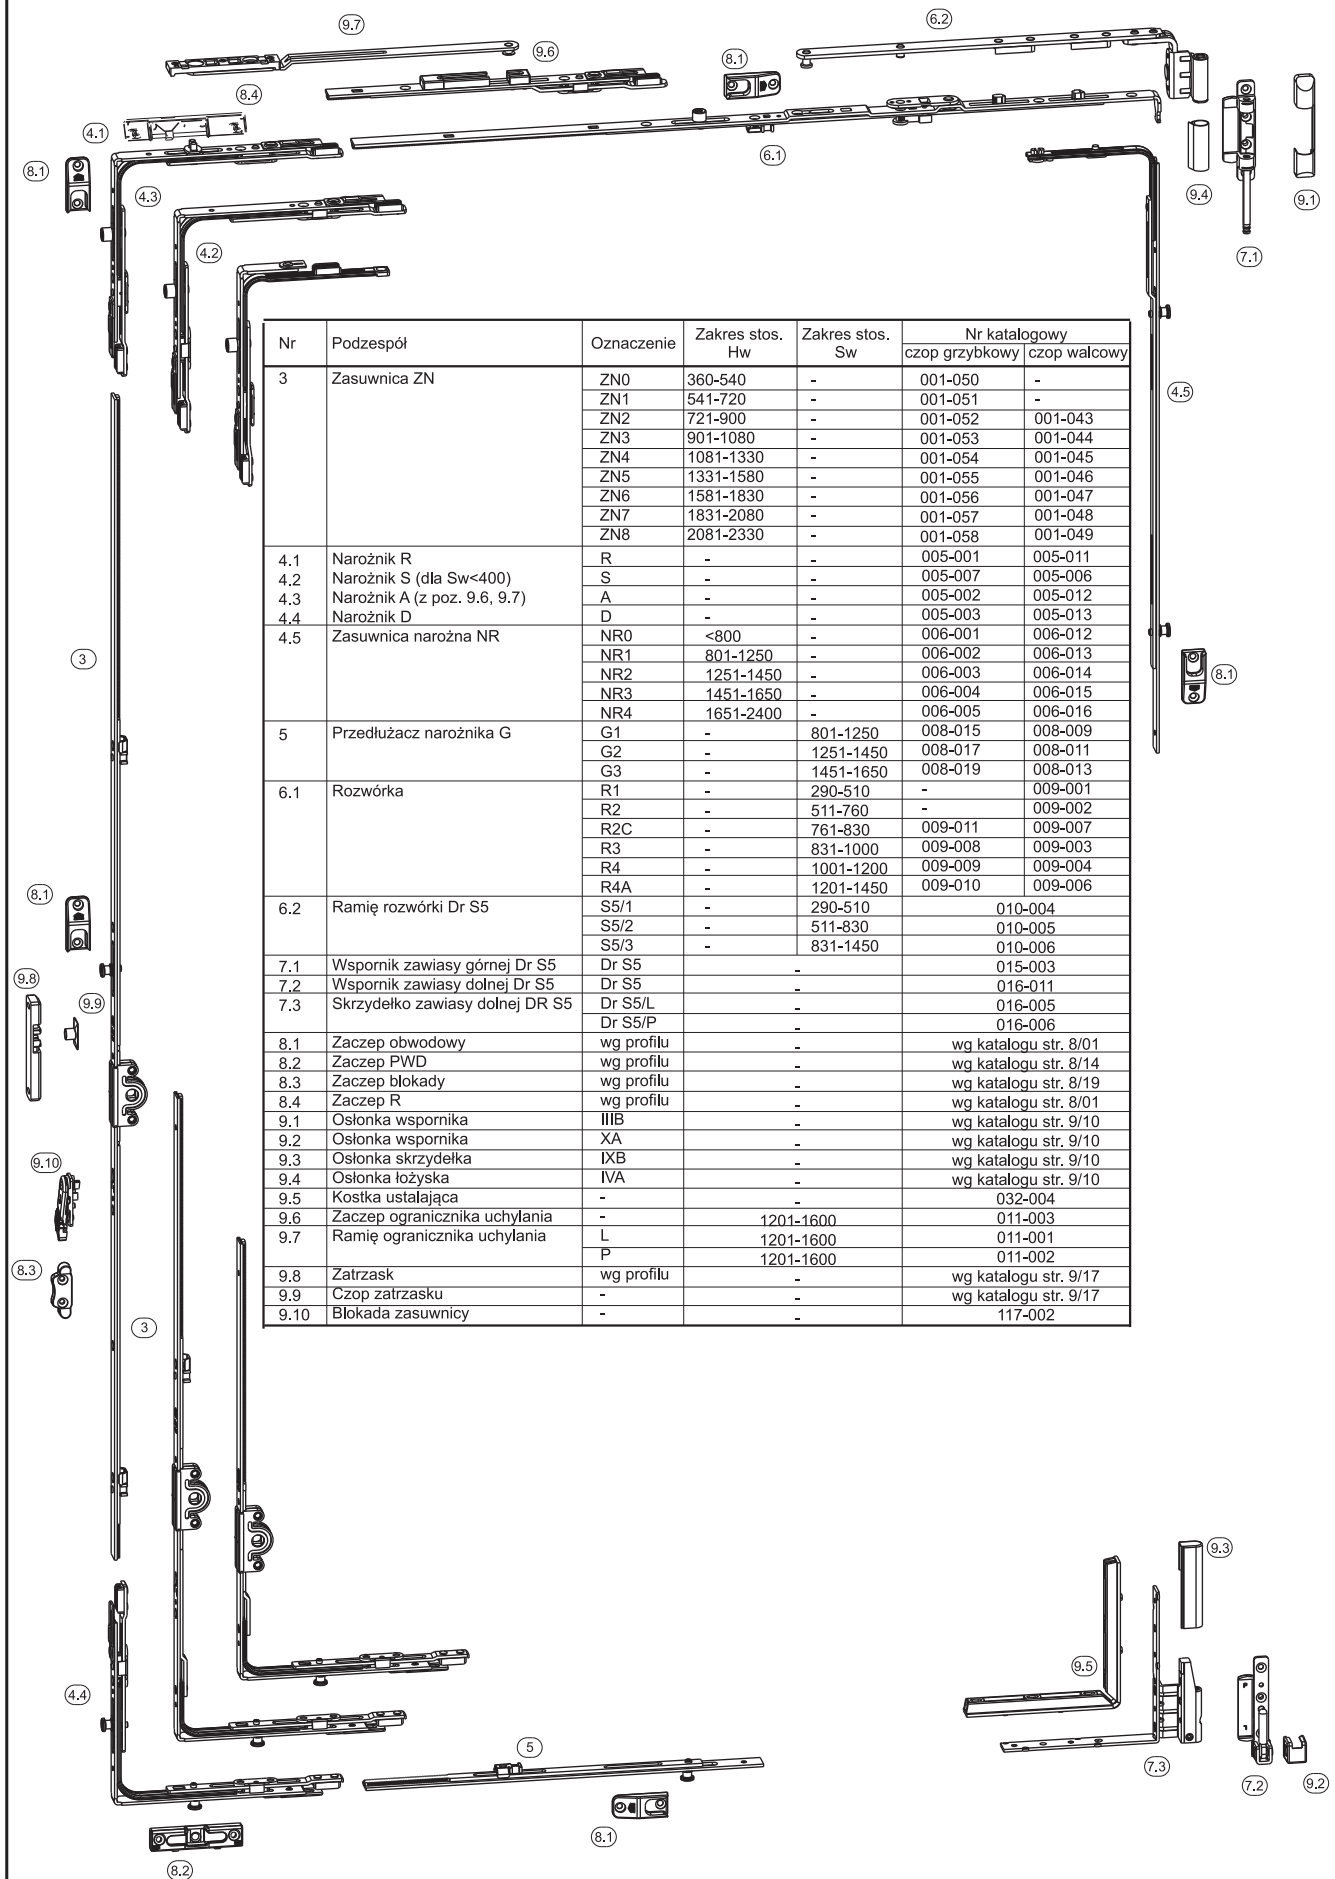 9.7
6.2
9.6
8.1
8.4
4.1
6.1
8.1
4.3
9.4
9.1
4.2
7.1
Nr Podzespół Oznaczenie Zakres stos. Hw Zakres stos. Sw Nr katalogowy
czop grzybkowy czop walcowy
3 Zasuwnica ZN ZN0 360-540 - 001-050 -
ZN1 541-720 - 001-051 -
ZN2 721-900 - 001-052 001-043
ZN3 901-1080 - 001-053 001-044
ZN4 1081-1330 - 001-054 001-045
ZN5 1331-1580 - 001-055 001-046
ZN6 1581-1830 - 001-056 001-047
ZN7 1831-2080 - 001-057 001-048
ZN8 2081-2330 - 001-058 001-049
4.1 Narożnik R R - - 005-001 005-011
4.2 Narożnik S (dla Sw<400) S - - 005-007 005-006
4.3 Narożnik A (z poz. 9.6, 9.7) A - - 005-002 005-012
4.4 Narożnik D D - - 005-003 005-013
4.5 Zasuwnica narożna NR NR0 <800 - 006-001 006-012
NR1 801-1250 - 006-002 006-013
NR2 1251-1450 - 006-003 006-014
NR3 1451-1650 - 006-004 006-015
NR4 1651-2400 - 006-005 006-016
5 Przedłużacz narożnika G G1 - 801-1250 008-015 008-009
G2 - 1251-1450 008-017 008-011
G3 - 1451-1650 008-019 008-013
6.1 Rozwórka R1 - 290-510 - 009-001
R2 - 511-760 - 009-002
R2C - 761-830 009-011 009-007
R3 - 831-1000 009-008 009-003
R4 - 1001-1200 009-009 009-004
R4A - 1201-1450 009-010 009-006
6.2 Ramię rozwórki Dr S5 S5/1 - 290-510 010-004
S5/2 - 511-830 010-005
S5/3 - 831-1450 010-006
7.1 Wspornik zawiasy górnej Dr S5 Dr S5 - 015-003
7.2 Wspornik zawiasy dolnej Dr S5 Dr S5 - 016-011
7.3 Skrzydełko zawiasy dolnej DR S5 Dr S5/L - 016-005
Dr S5/P - 016-006
8.1 Zaczep obwodowy wg profilu - wg katalogu str. 8/01
8.2 Zaczep PWD wg profilu - wg katalogu str. 8/14
8.3 Zaczep blokady wg profilu - wg katalogu str. 8/19
8.4 Zaczep R wg profilu - wg katalogu str. 8/01
9.1 Osłonka wspornika IIIB - wg katalogu str. 9/10
9.2 Osłonka wspornika XA - wg katalogu str. 9/10
9.3 Osłonka skrzydełka IXB - wg katalogu str. 9/10
9.4 Osłonka łożyska IVA - wg katalogu str. 9/10
9.5 Kostka ustalająca - - 032-004
9.6 Zaczep ogranicznika uchylania - 1201-1600 011-003
9.7 Ramię ogranicznika uchylania L 1201-1600 011-001
P 1201-1600 011-002
9.8 Zatrzask wg profilu - wg katalogu str. 9/17
9.9 Czop zatrzasku - - wg katalogu str. 9/17
9.10 Blokada zasuwnicy - - 117-002
4.5
3
8.1
8.1
9.8
9.9
9.10
8.3
3
9.3
9.5
4.4
5
7.3
7.2
9.2
8.1
8.2
P
L